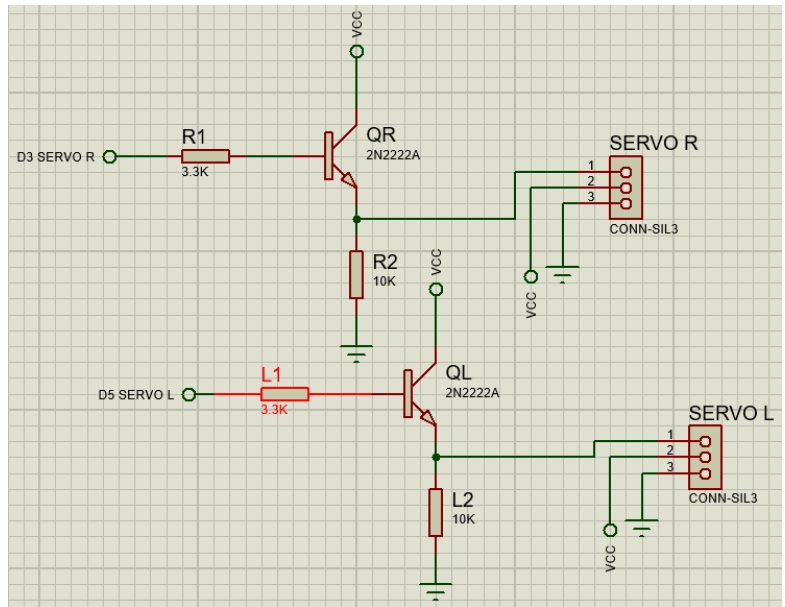 VCC
D3 SERVO R
R1
3.3K
QR
2N2222A
SERVO R
1
2
3
CONN-SIL3
R2
10K
VCC
VCC
D5 SERVO L
L1
3.3K
QL
2N2222A
SERVO L
1
2
3
CONN-SIL3
L2
10K
VCC